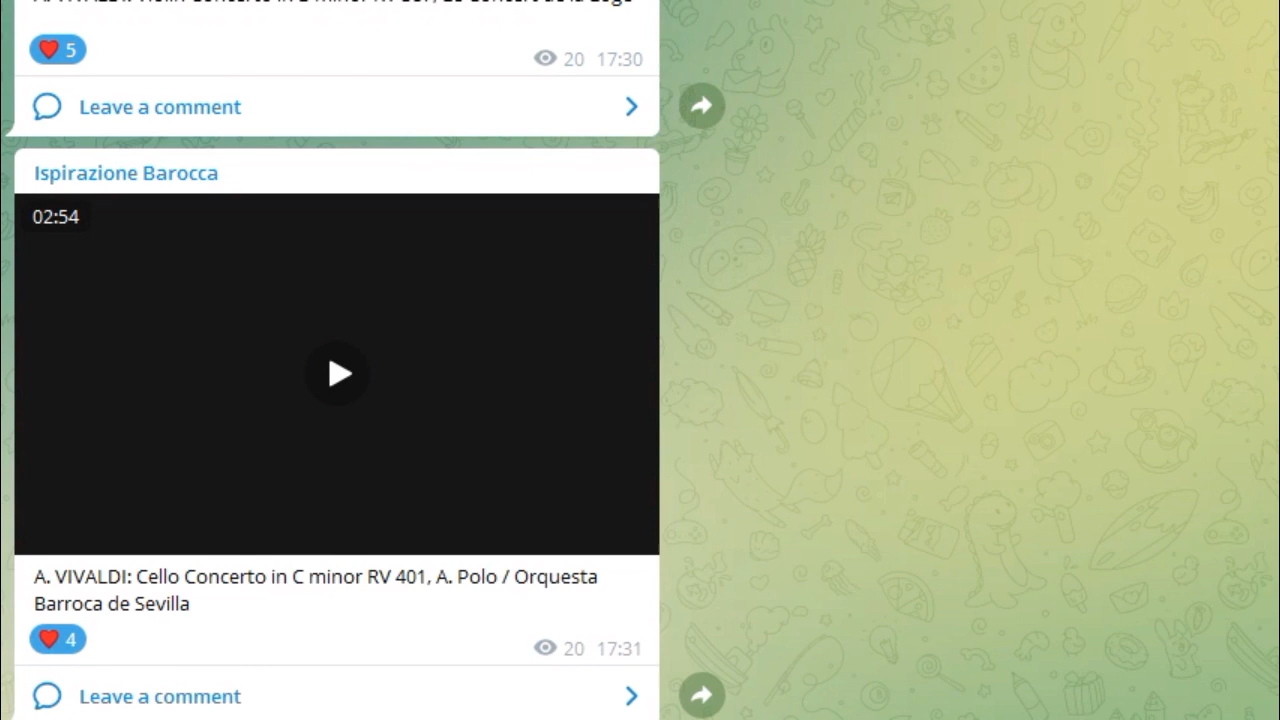 5
20 17:30
Leave a comment
Ispirazione Barocca
02:54
A. VIVALDI: Cello Concerto in C minor RV 401, A. Polo / Orquesta
Barroca de Sevilla
4
20 17:31
Leave a comment